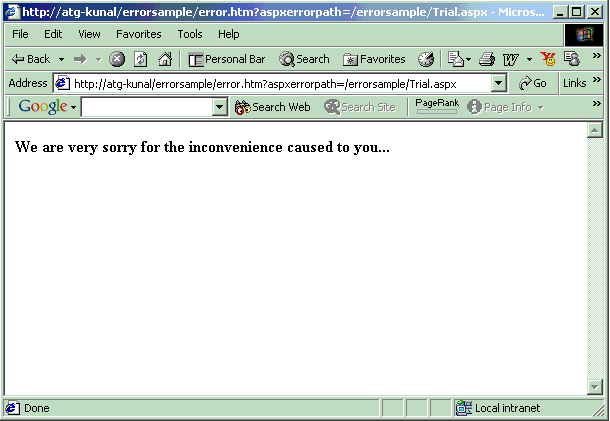 http://atg-kunal/errorsample/error.htm?aspxerrorpath=/errorsample/Trial.aspx - Micros...
File Edit View Favorites Tools Help
Back Personal Bar Search Favorites W »
Address http://atg-kunal/errorsample/error.htm?aspxerrorpath=/errorsample/Trial.aspx Go Links »
Google Search Web Search Site PageRank Page Info »
We are very sorry for the inconvenience caused to you...
Done Local intranet